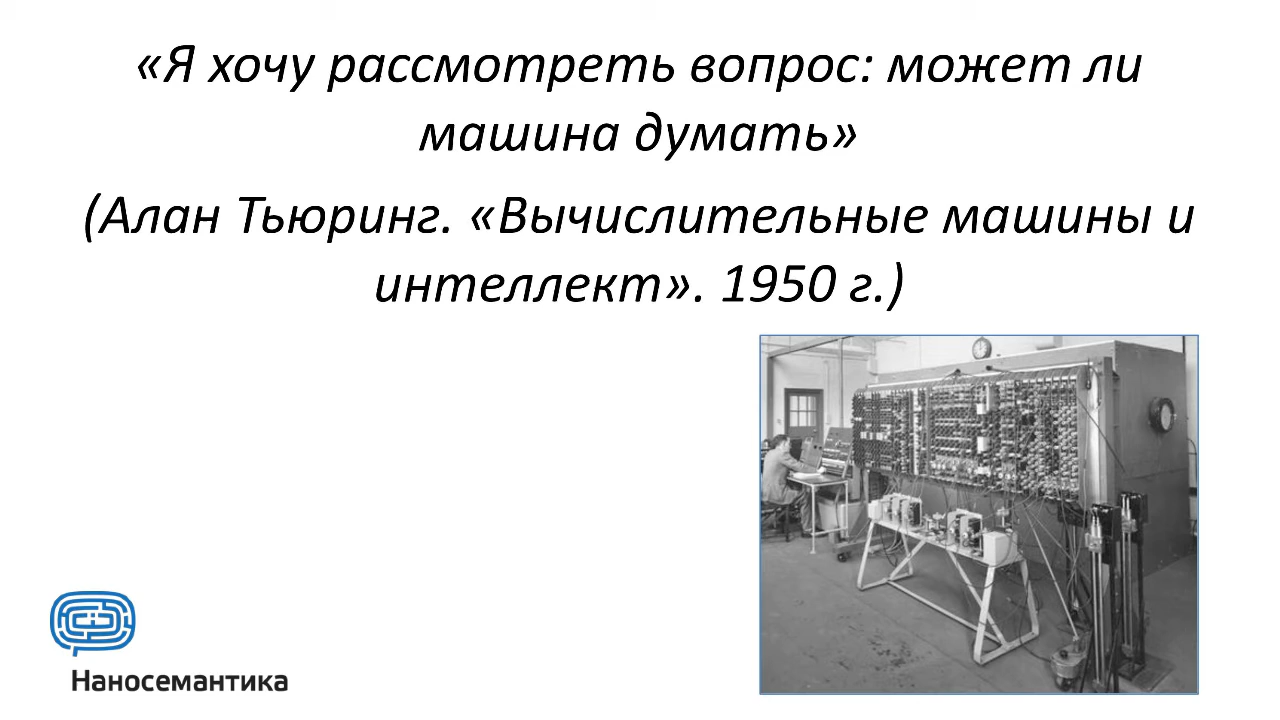 «Я хочу рассмотреть вопрос: может ли
машина думать»
(Алан Тьюринг. «Вычислительные машины и
интеллект». 1950 г.)
Наносемантика